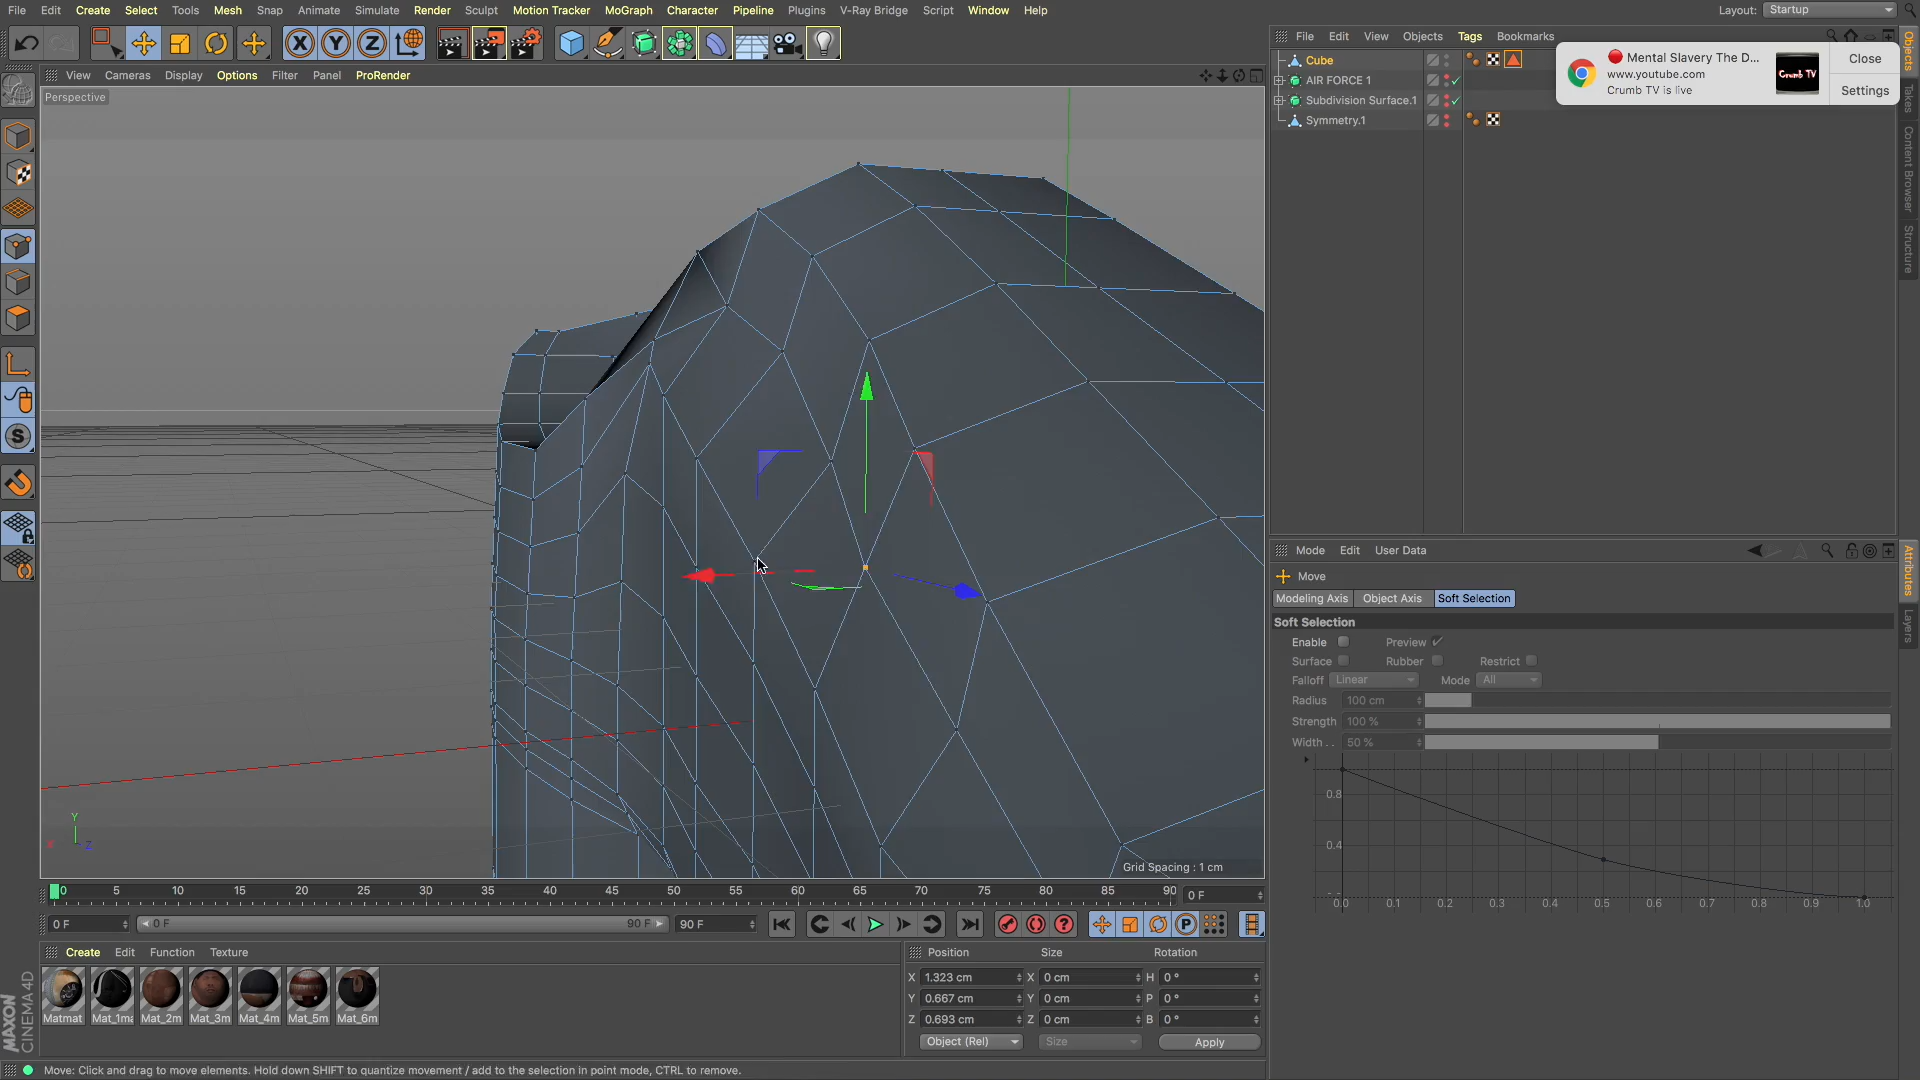 File Edit Create Select Tools Mesh Snap Animate Simulate Render Sculpt Motion Tracker MoGraph Character Pipeline Plugins V-Ray Bridge Script Window Help Layout: Startup
X Y Z
File Edit View Objects Tags Bookmarks
View Cameras Display Options Filter Panel ProRender
Perspective
Cube
AIR FORCE 1
Subdivision Surface.1
Symmetry.1
Mental Slavery The D...
www.youtube.com
Crumb TV is live
Crumb TV
Close
Settings
Objects
Takes
Content Browser
Structure
S
Y
X
Z
Grid Spacing : 1 cm
Mode Edit User Data
Move
Modeling Axis Object Axis Soft Selection
Soft Selection
Enable Preview
Surface Rubber Restrict
Falloff Linear Mode All
Radius 100 cm
Strength 100 %
Width . . 50 %
0.8
0.4
0.0 0.1 0.2 0.3 0.4 0.5 0.6 0.7 0.8 0.9 1.0
Attributes
Layers
0 5 10 15 20 25 30 35 40 45 50 55 60 65 70 75 80 85 90 0 F
0 F 0 F 90 F 90 F
P
Create Edit Function Texture
Matmat Mat_1ma Mat_2m Mat_3m Mat_4m Mat_5m Mat_6m
Position Size Rotation
X 1.323 cm X 0 cm H 0 °
Y 0.667 cm Y 0 cm P 0 °
Z 0.693 cm Z 0 cm B 0 °
Object (Rel) Size Apply
MAXON
CINEMA 4D
Move: Click and drag to move elements. Hold down SHIFT to quantize movement / add to the selection in point mode, CTRL to remove.